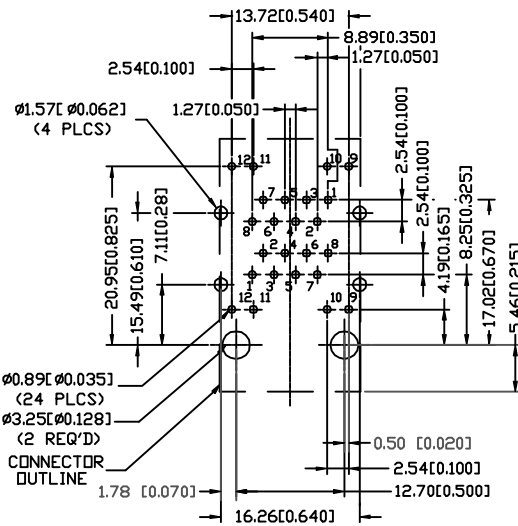 13.72[0.540]
8.89[0.350]
2.54[0.100]
1.27[0.050]
Ø1.57[Ø0.062]
(4 PLCS)
1.27[0.050]
2.54[0.100]
12 11
10 9
7 5 3 1
8 6 4 2
2 4 6 8
1 3 5 7
12 11
10 9
20.95[0.825]
15.49[0.610]
7.11[0.28]
2.54[0.100]
4.19[0.165]
8.25[0.325]
17.02[0.670]
5.46[0.215]
Ø0.89[Ø0.035]
(24 PLCS)
Ø3.25[Ø0.128]
(2 REQ'D)
CONNECTOR
OUTLINE
0.50 [0.020]
2.54[0.100]
1.78 [0.070]
12.70[0.500]
16.26[0.640]